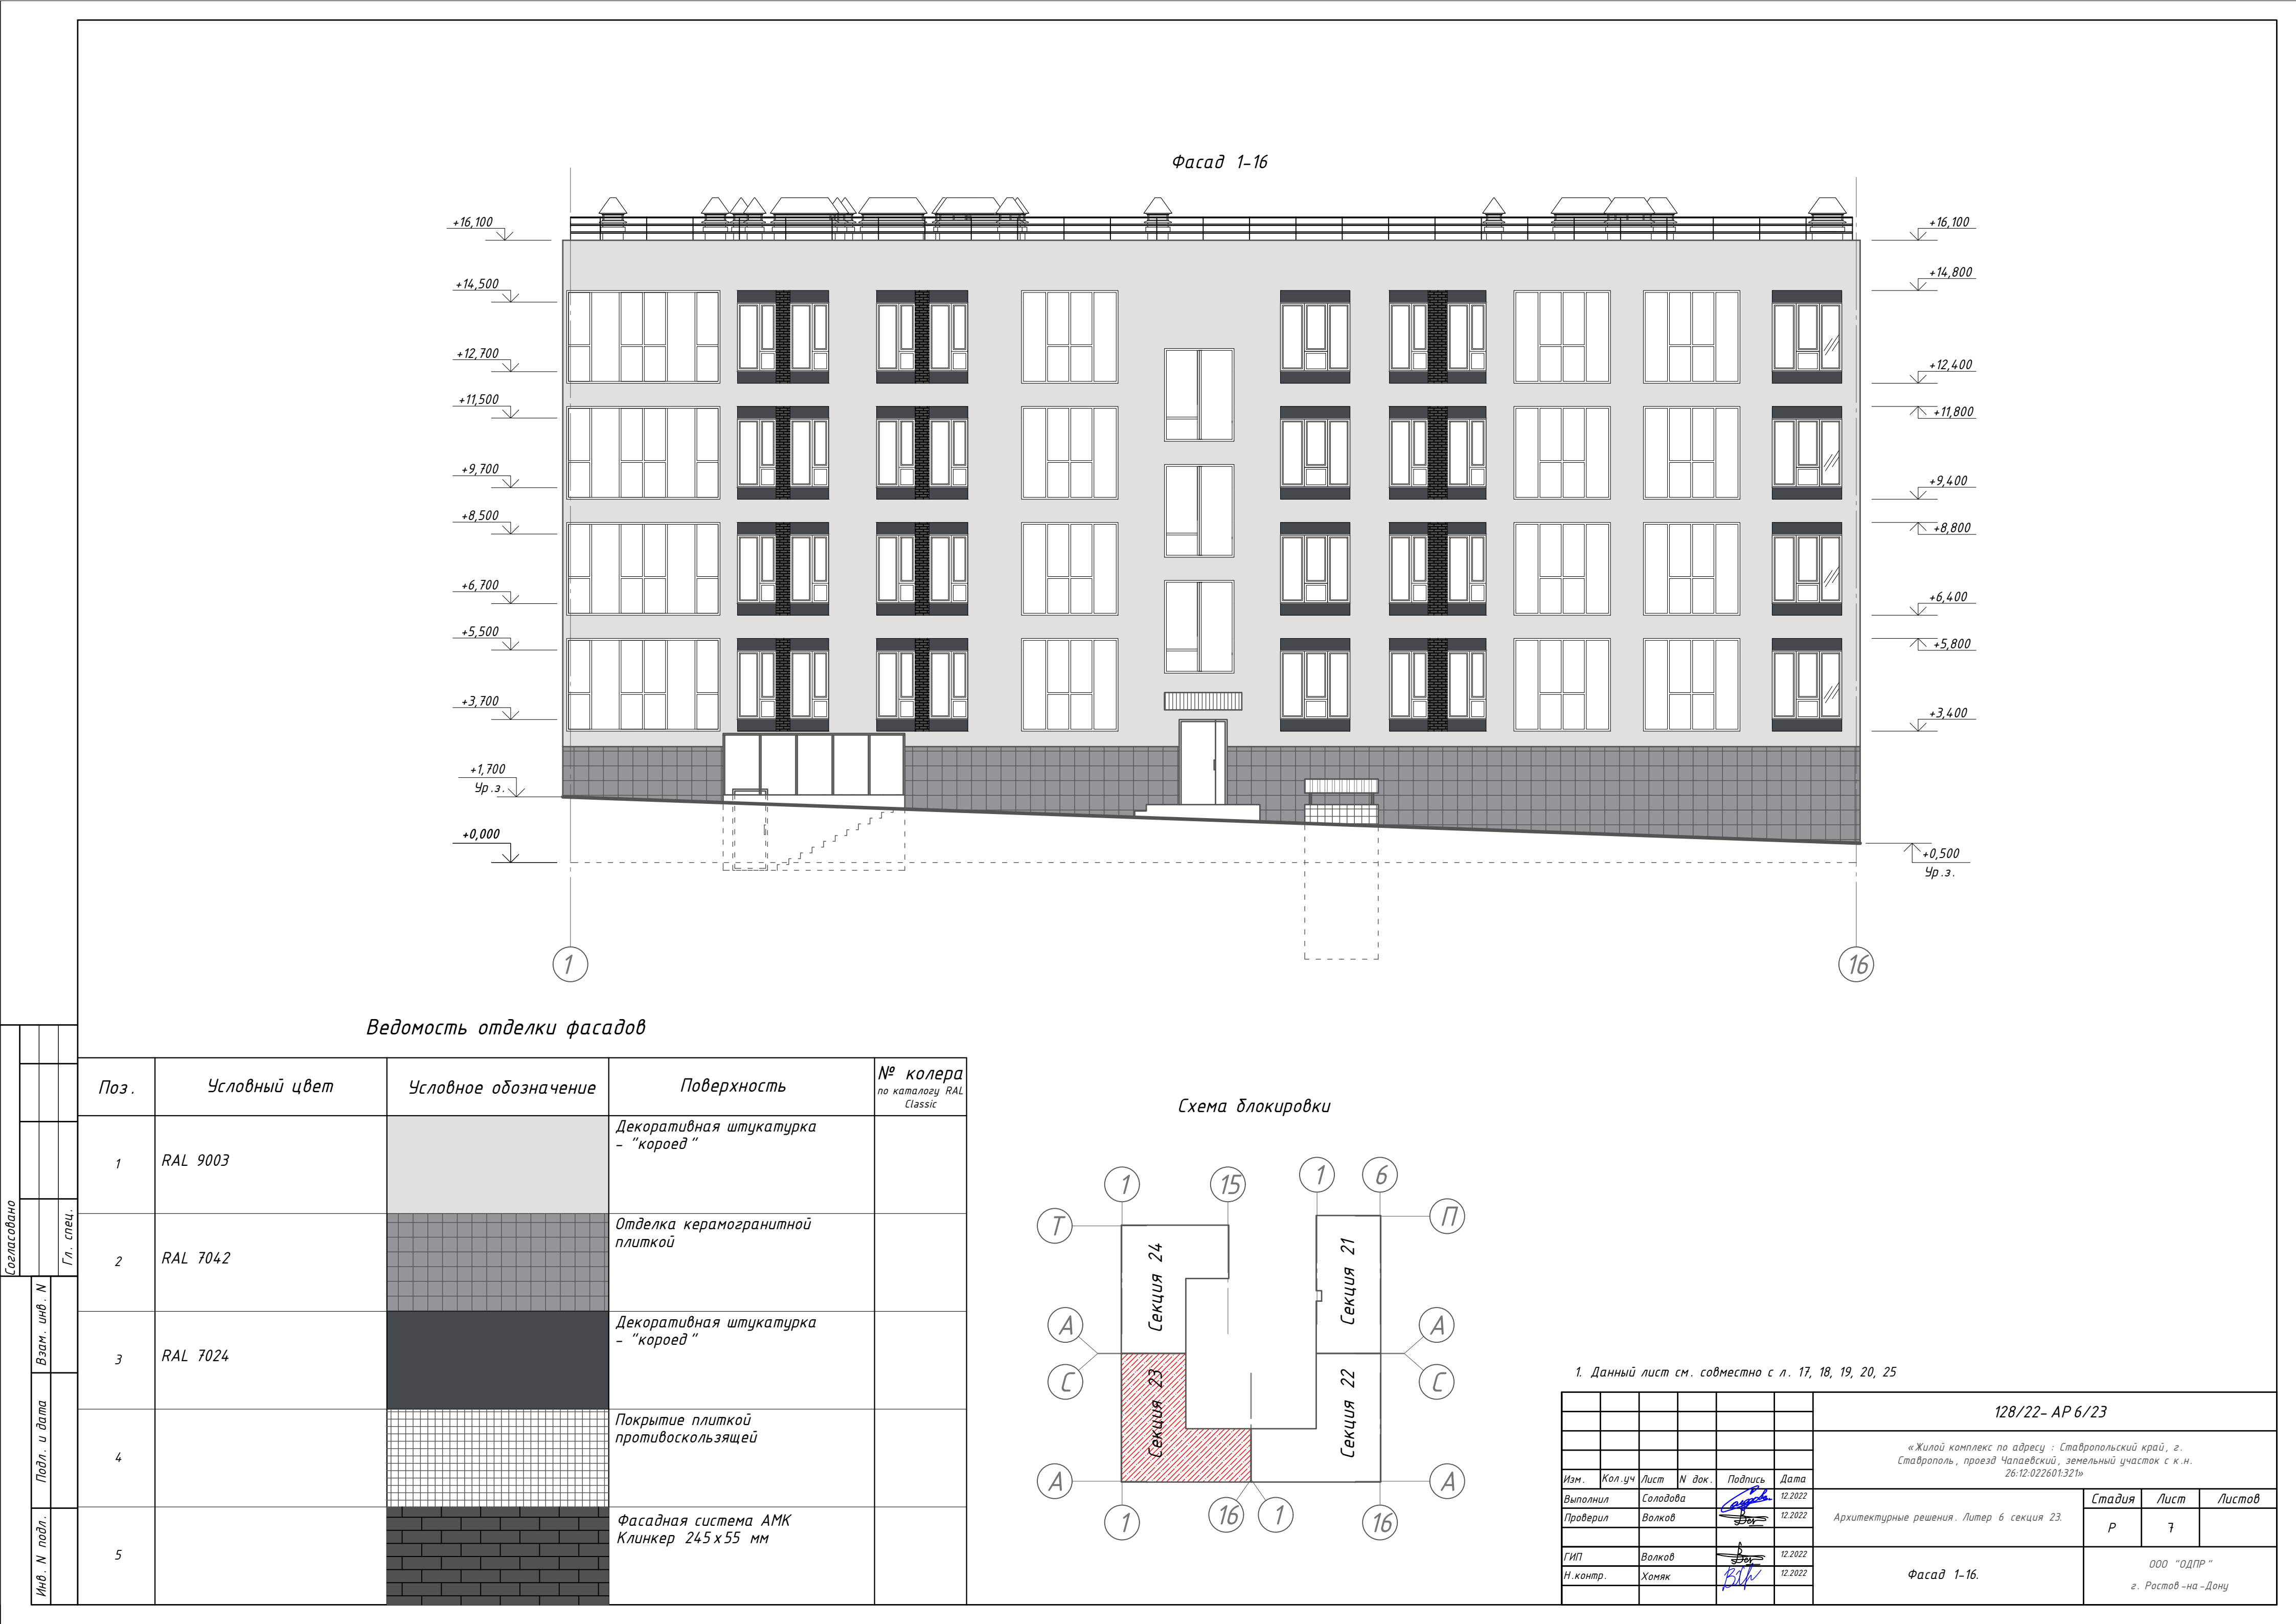 Фасад 1-16
+16,100
+14,500
+12,700
+11,500
+9,700
+8,500
+6,700
+5,500
+3,700
+1,700
Ур.з.
+0,000
+16,100
+14,800
+12,400
+11,800
+9,400
+8,800
+6,400
+5,800
+3,400
+0,500
Ур.з.
1
16
Ведомость отделки фасадов
Поз.
Условный цвет
Условное обозначение
Поверхность
№ колера
по каталогу RAL
Classic
1
RAL 9003
Декоративная штукатурка
- "короед"
2
RAL 7042
Отделка керамогранитной
плиткой
3
RAL 7024
Декоративная штукатурка
- "короед"
4
Покрытие плиткой
противоскользящей
5
Фасадная система АМК
Клинкер 245х55 мм
Схема блокировки
1
15
1
6
Т
П
Секция 24
Секция 21
А
А
С
С
Секция 23
Секция 22
А
А
1
16
1
16
1. Данный лист см. совместно с л. 17, 18, 19, 20, 25
128/22- АР 6/23
«Жилой комплекс по адресу : Ставропольский край, г.
Ставрополь, проезд Чапаевский, земельный участок с к.н.
26:12:022601:321»
Изм.
Кол.уч
Лист
N док.
Подпись
Дата
Выполнил
Солодова
12.2022
Проверил
Волков
12.2022
ГИП
Волков
12.2022
Н.контр.
Хомяк
12.2022
Архитектурные решения. Литер 6 секция 23.
Стадия
Лист
Листов
Р
7
Фасад 1-16.
ООО "ОДПР"
г. Ростов-на-Дону
Согласовано
Гл. спец.
Взам. инв. N
Подл. и дата
Инв. N подл.